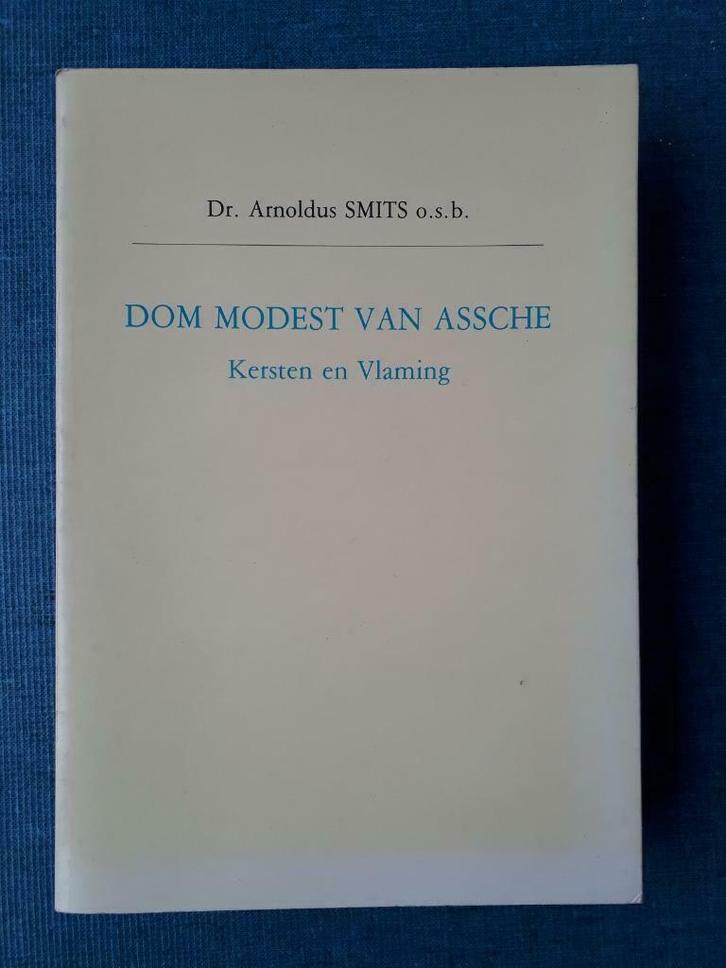 Dr. Arnoldus SMITS o.s.b.
DOM MODEST VAN ASSCHE
Kersten en Vlaming